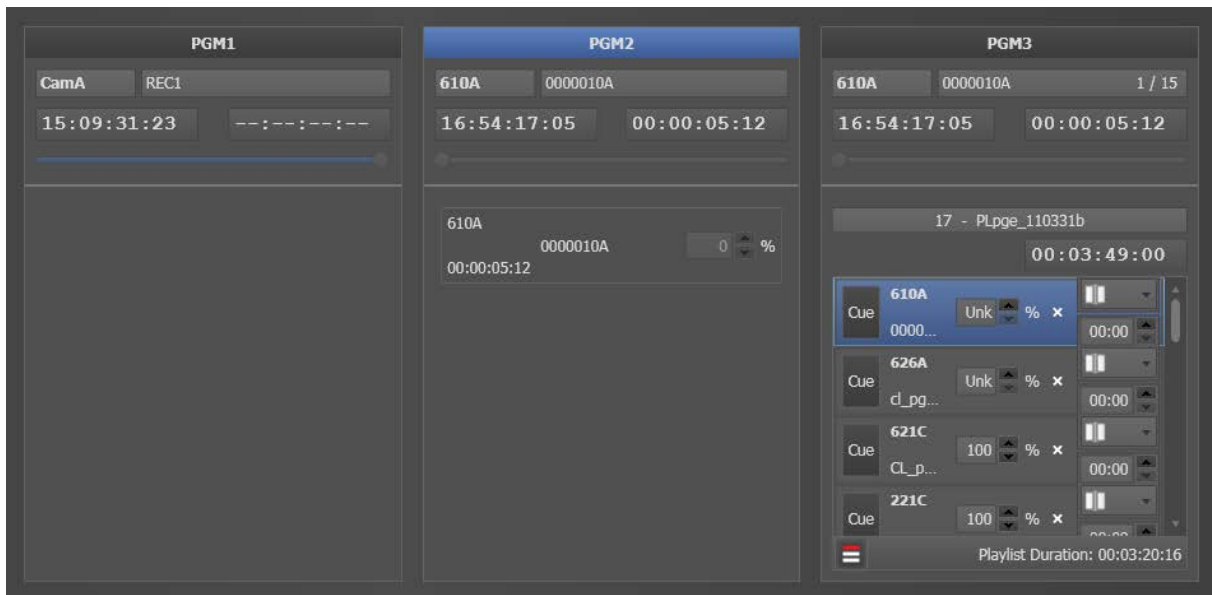 PGM1
CamA REC1
15:09:31:23 --:--:--:--
PGM2
610A 0000010A
16:54:17:05 00:00:05:12
610A
0000010A 0 %
00:00:05:12
PGM3
610A 0000010A 1 / 15
16:54:17:05 00:00:05:12
17 - PLpge_110331b
00:03:49:00
610A
Cue Unk % ×
0000... 00:00
626A
Cue Unk % ×
cl_pg... 00:00
621C
Cue 100 % ×
CL_p... 00:00
221C
Cue 100 % ×
Playlist Duration: 00:03:20:16